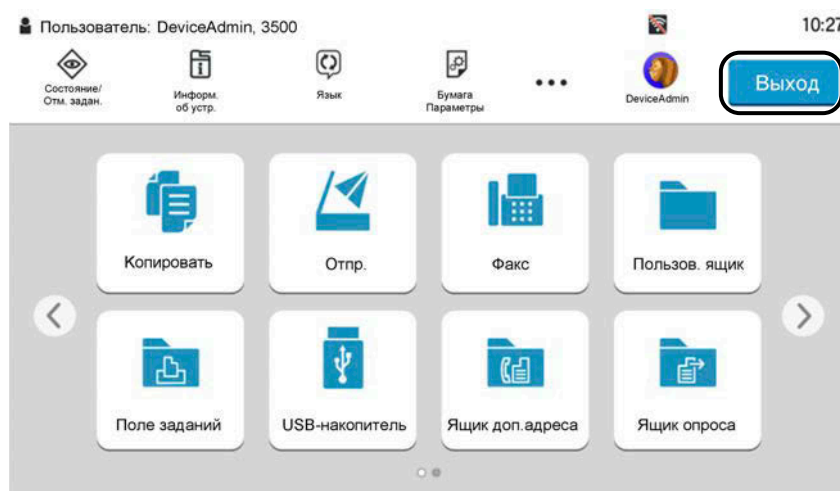 Пользователь: DeviceAdmin, 3500
10:27
Состояние/
Отм. задан.
Информ.
об устр.
Язык
Бумага
Параметры
DeviceAdmin
Выход
Копировать
Отпр.
Факс
Пользов. ящик
Поле заданий
USB-накопитель
Ящик доп.адреса
Ящик опроса